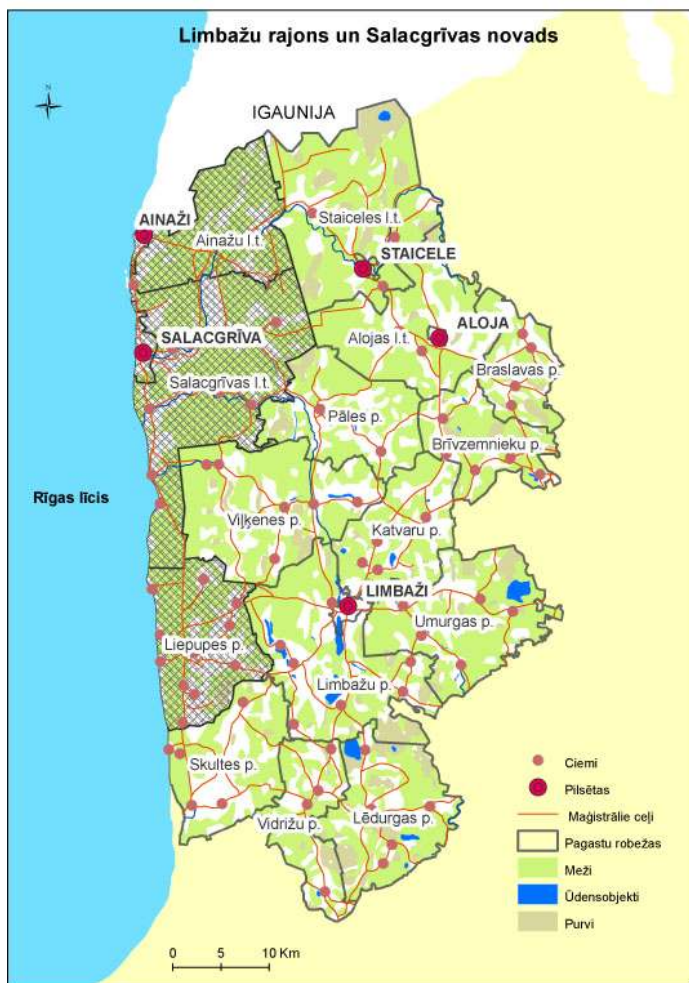 Limbažu rajons un Salacgrīvas novads
N
IGAUNIJA
AINAŽI
Ainažu l.t.
Staiceles l.t.
STAICELE
SALACGRĪVA
Salacgrīvas l.t.
Alojas l.t.
ALOJA
Braslavas p.
Pāles p.
Brīvzemnieku p.
Rīgas līcis
Viļķenes p.
Katvaru p.
LIMBAŽI
Umurgas p.
Liepupes p.
Limbažu p.
Skultes p.
Vidrižu p.
Lēdurgas p.
Ciemi
Pilsētas
Maģistrālie ceļi
Pagastu robežas
Meži
Ūdensobjekti
Purvi
0 5 10 Km